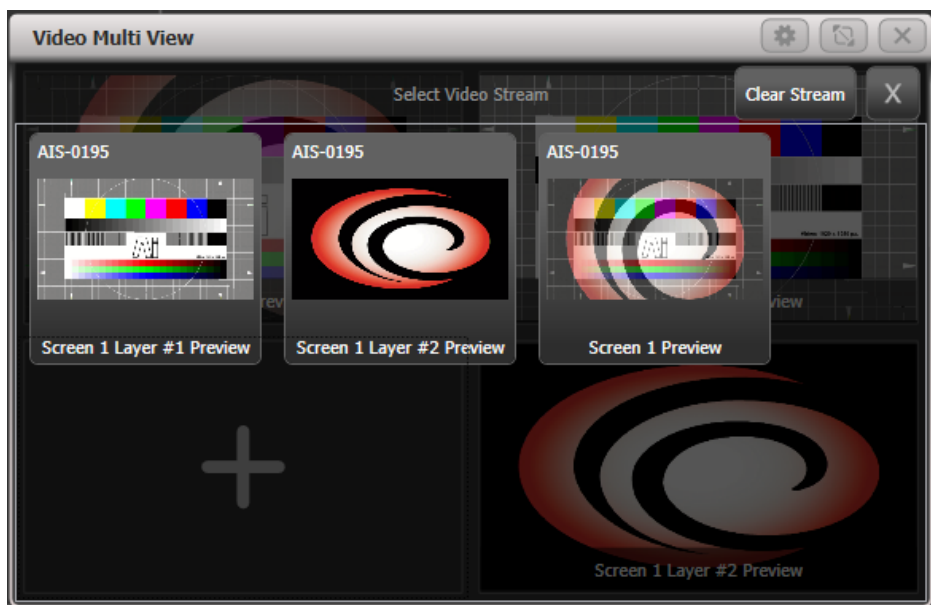 Video Multi View
Select Video Stream
Clear Stream
X
AIS-0195
AIS-0195
AIS-0195
Screen 1 Layer #1 Preview
Screen 1 Layer #2 Preview
Screen 1 Preview
Screen 1 Layer #2 Preview